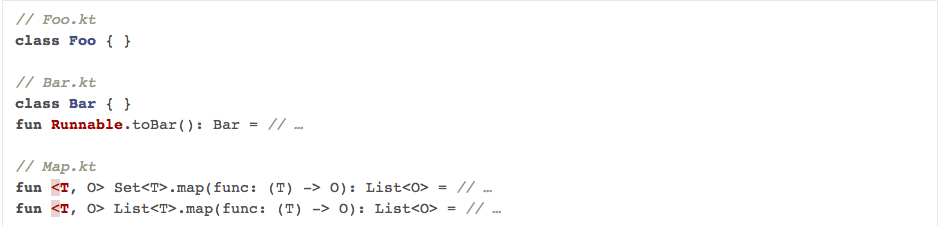 // Foo.kt
class Foo { }
// Bar.kt
class Bar { }
fun Runnable.toBar(): Bar = // …
// Map.kt
fun <T, O> Set<T>.map(func: (T) -> O): List<O> = // …
fun <T, O> List<T>.map(func: (T) -> O): List<O> = // …